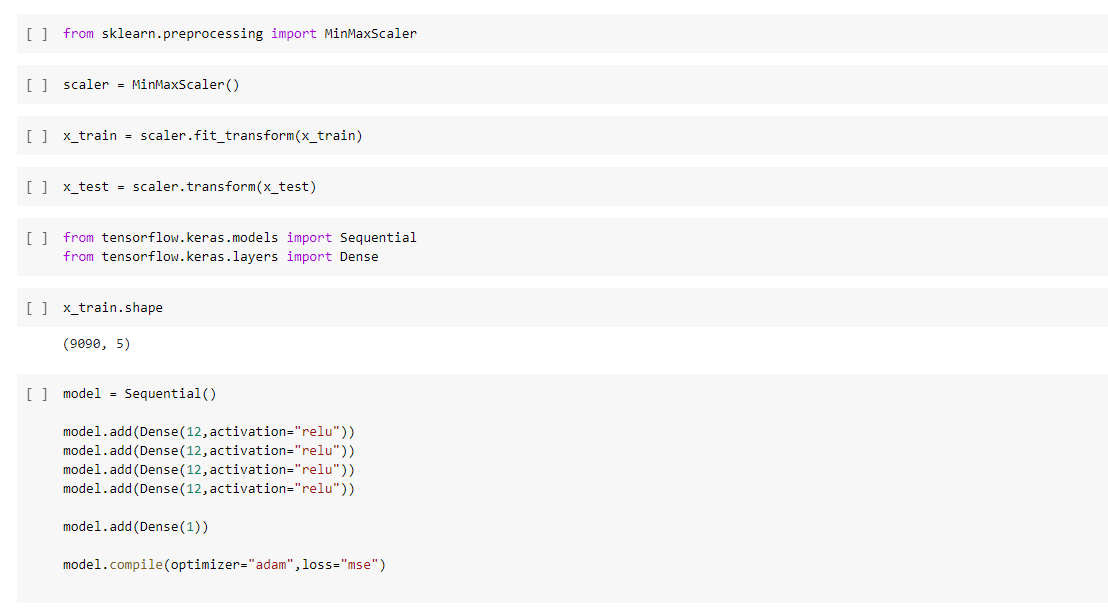 [ ] from sklearn.preprocessing import MinMaxScaler
[ ] scaler = MinMaxScaler()
[ ] x_train = scaler.fit_transform(x_train)
[ ] x_test = scaler.transform(x_test)
[ ] from tensorflow.keras.models import Sequential
from tensorflow.keras.layers import Dense
[ ] x_train.shape
(9090, 5)
[ ] model = Sequential()
model.add(Dense(12,activation="relu"))
model.add(Dense(12,activation="relu"))
model.add(Dense(12,activation="relu"))
model.add(Dense(12,activation="relu"))
model.add(Dense(1))
model.compile(optimizer="adam",loss="mse")